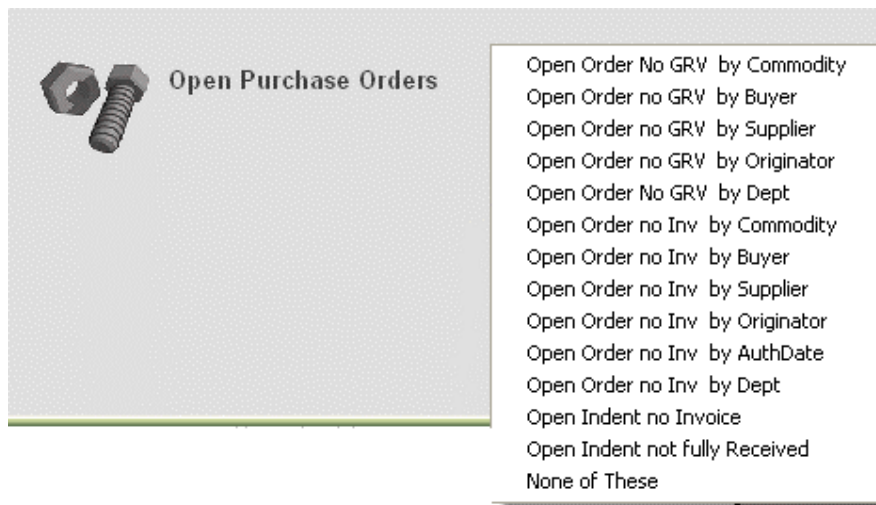 Open Purchase Orders
Open Order No GRV by Commodity
Open Order no GRV by Buyer
Open Order no GRV by Supplier
Open Order no GRV by Originator
Open Order No GRV by Dept
Open Order no Inv by Commodity
Open Order no Inv by Buyer
Open Order no Inv by Supplier
Open Order no Inv by Originator
Open Order no Inv by AuthDate
Open Order no Inv by Dept
Open Indent no Invoice
Open Indent not fully Received
None of These